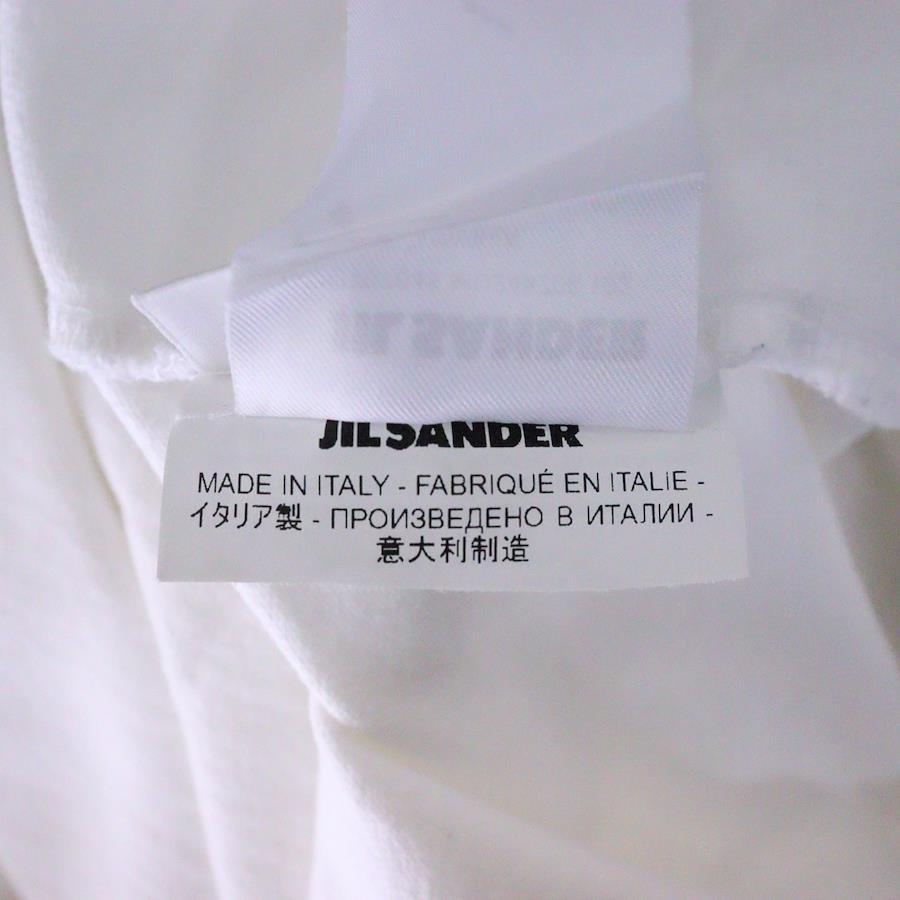 JIL SANDER
MADE IN ITALY - FABRIQUÉ EN ITALIE -
イタリア製 - ПРОИЗВЕДЕНО В ИТАЛИИ -
意大利制造